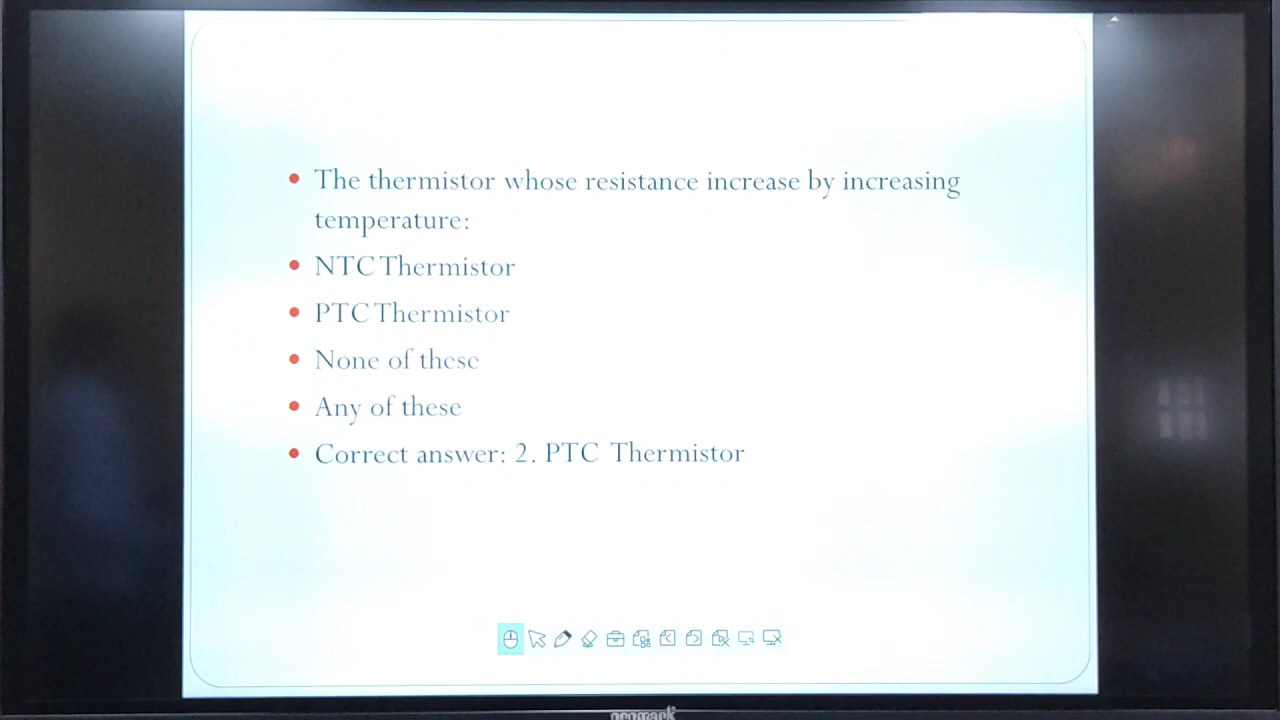 The thermistor whose resistance increase by increasing
temperature:
NTC Thermistor
PTC Thermistor
None of these
Any of these
Correct answer: 2. PTC Thermistor